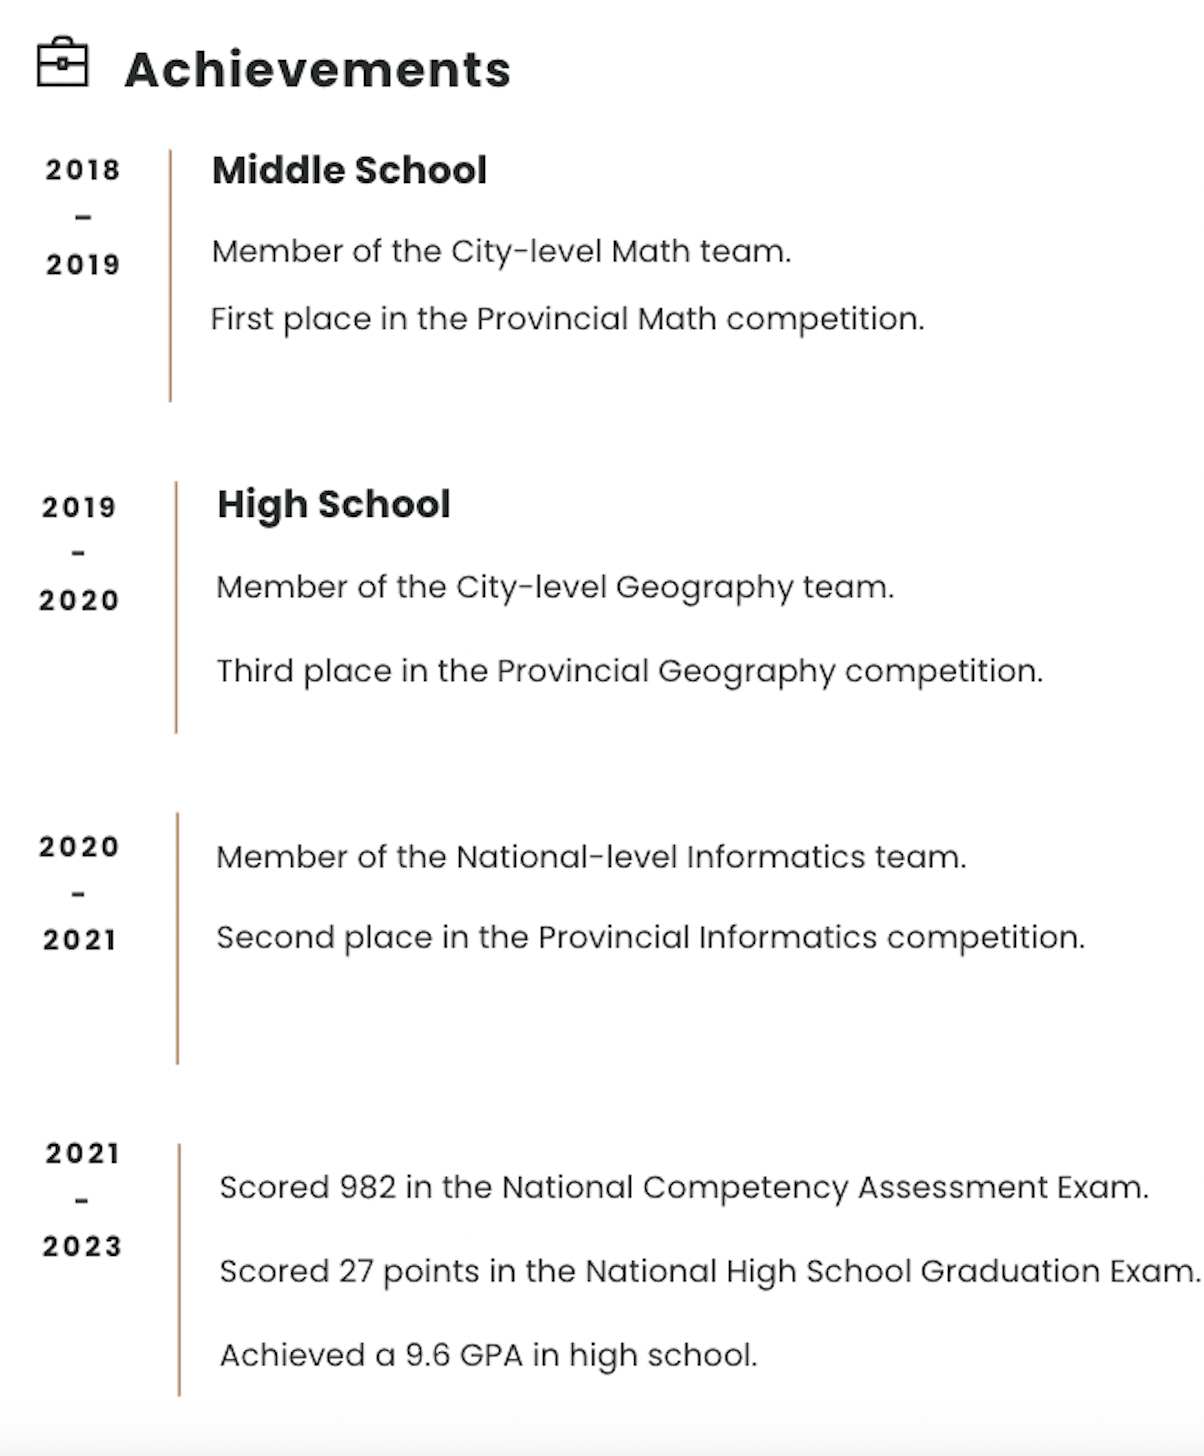 Achievements
2018
–
2019
Middle School
Member of the City-level Math team.
First place in the Provincial Math competition.
2019
-
2020
High School
Member of the City-level Geography team.
Third place in the Provincial Geography competition.
2020
-
2021
Member of the National-level Informatics team.
Second place in the Provincial Informatics competition.
2021
-
2023
Scored 982 in the National Competency Assessment Exam.
Scored 27 points in the National High School Graduation Exam.
Achieved a 9.6 GPA in high school.